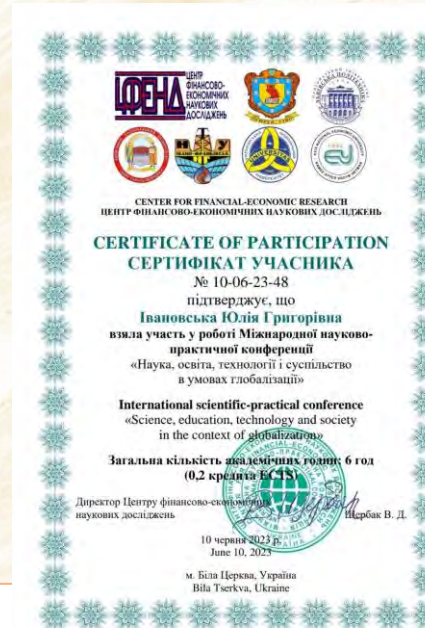 ЦФЕНД
ЦЕНТР
ФІНАНСОВО-
ЕКОНОМІЧНИХ
НАУКОВИХ
ДОСЛІДЖЕНЬ
CENTER FOR FINANCIAL-ECONOMIC RESEARCH
ЦЕНТР ФІНАНСОВО-ЕКОНОМІЧНИХ НАУКОВИХ ДОСЛІДЖЕНЬ
CERTIFICATE OF PARTICIPATION
СЕРТИФІКАТ УЧАСНИКА
№ 10-06-23-48
підтверджує, що
Івановська Юлія Григорівна
взяла участь у роботі Міжнародної науково-
практичної конференції
«Наука, освіта, технології і суспільство
в умовах глобалізації»
International scientific-practical conference
«Science, education, technology and society
in the context of globalization»
Загальна кількість академічних годин: 6 год
(0,2 кредита ECTS)
Директор Центру фінансово-економічних
наукових досліджень
Щербак В. Д.
10 червня 2023 р.
June 10, 2023
м. Біла Церква, Україна
Bila Tserkva, Ukraine